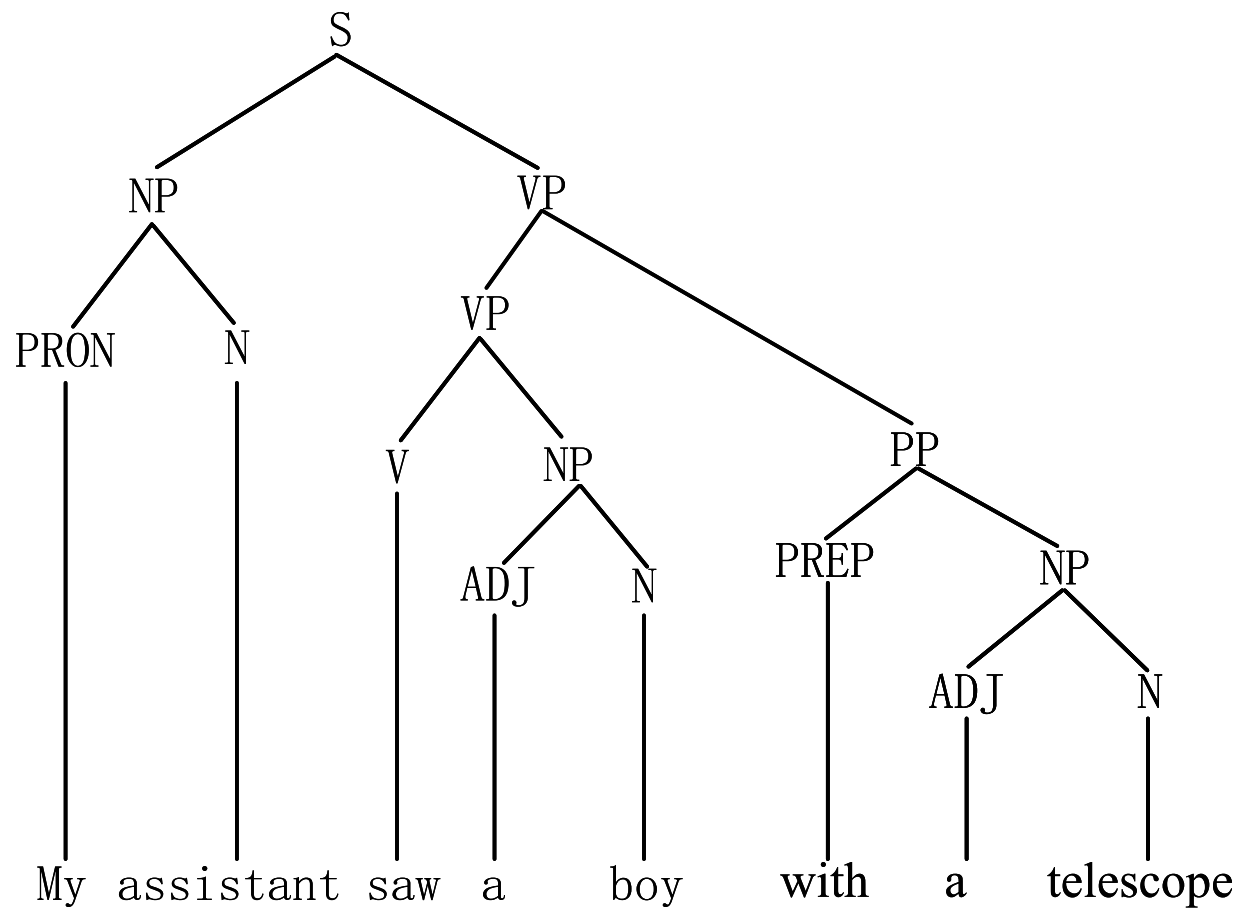 S
NP VP
VP
PRON N
V NP PP
ADJ N PREP NP
ADJ N
My assistant saw a boy with a telescope